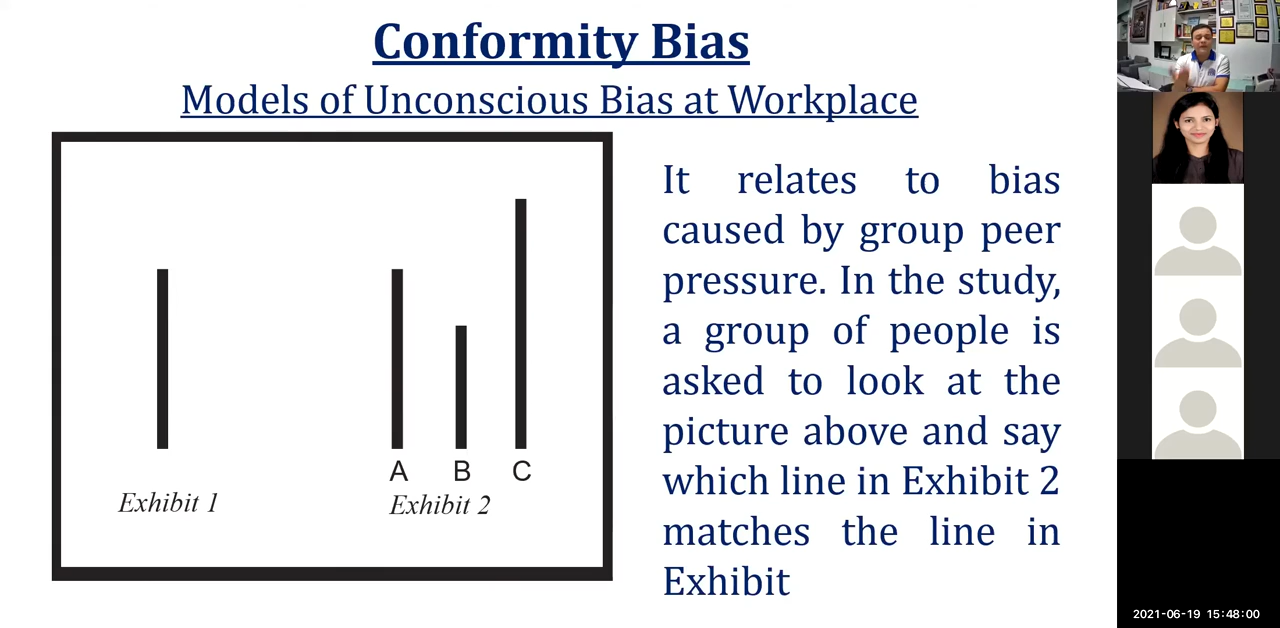 Conformity Bias
Models of Unconscious Bias at Workplace
A B C
Exhibit 1
Exhibit 2
It relates to bias
caused by group peer
pressure. In the study,
a group of people is
asked to look at the
picture above and say
which line in Exhibit 2
matches the line in
Exhibit
2021-06-19 15:48:00